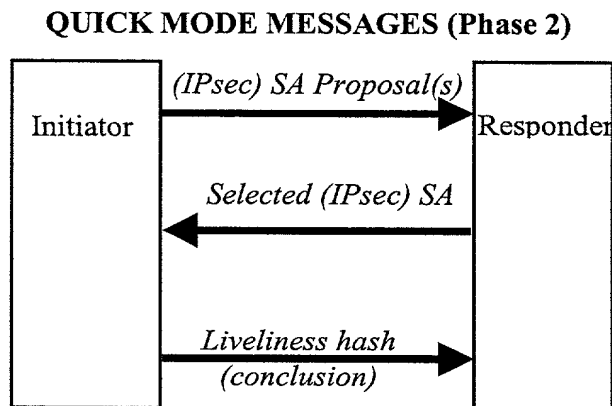 QUICK MODE MESSAGES (Phase 2)
(IPsec) SA Proposal(s)
Initiator
Responder
Selected (IPsec) SA
Liveliness hash
(conclusion)